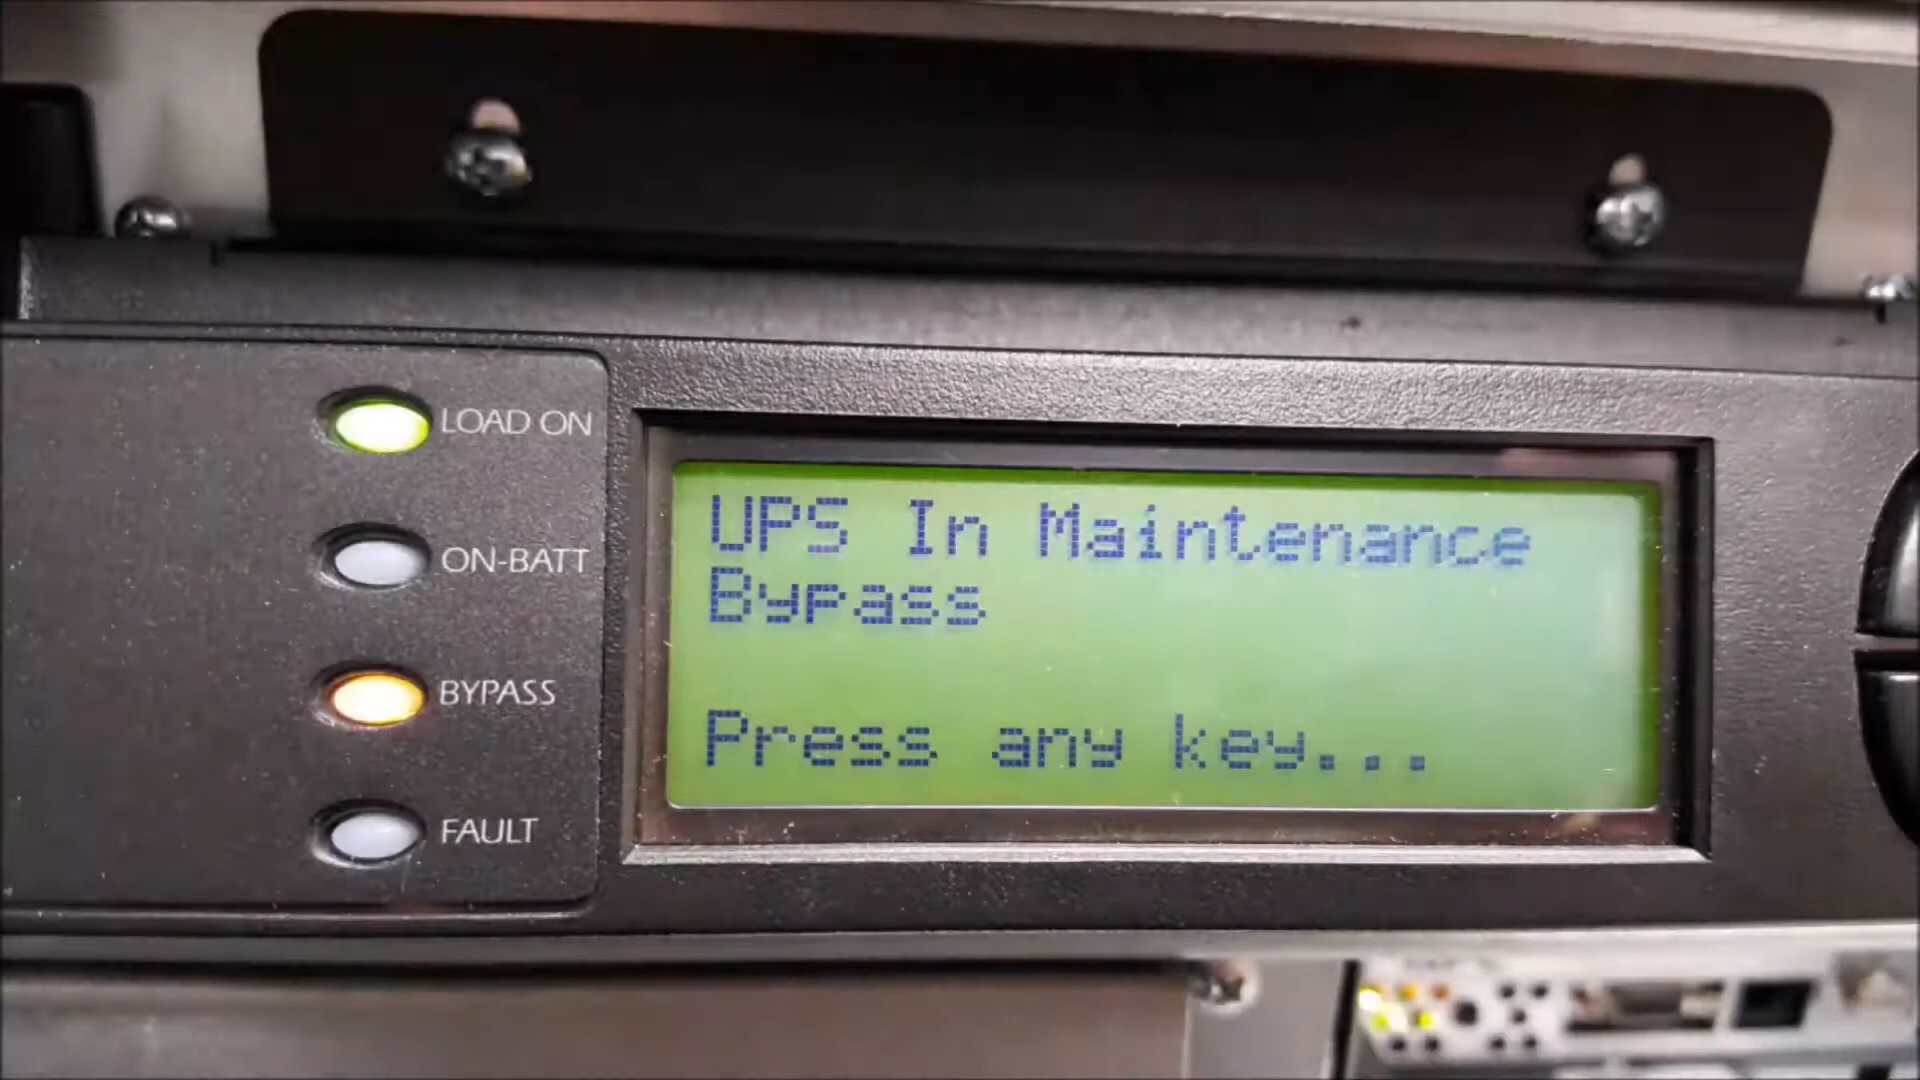 LOAD ON
ON-BATT
BYPASS
FAULT
UPS In Maintenance
Bypass
Press any key...